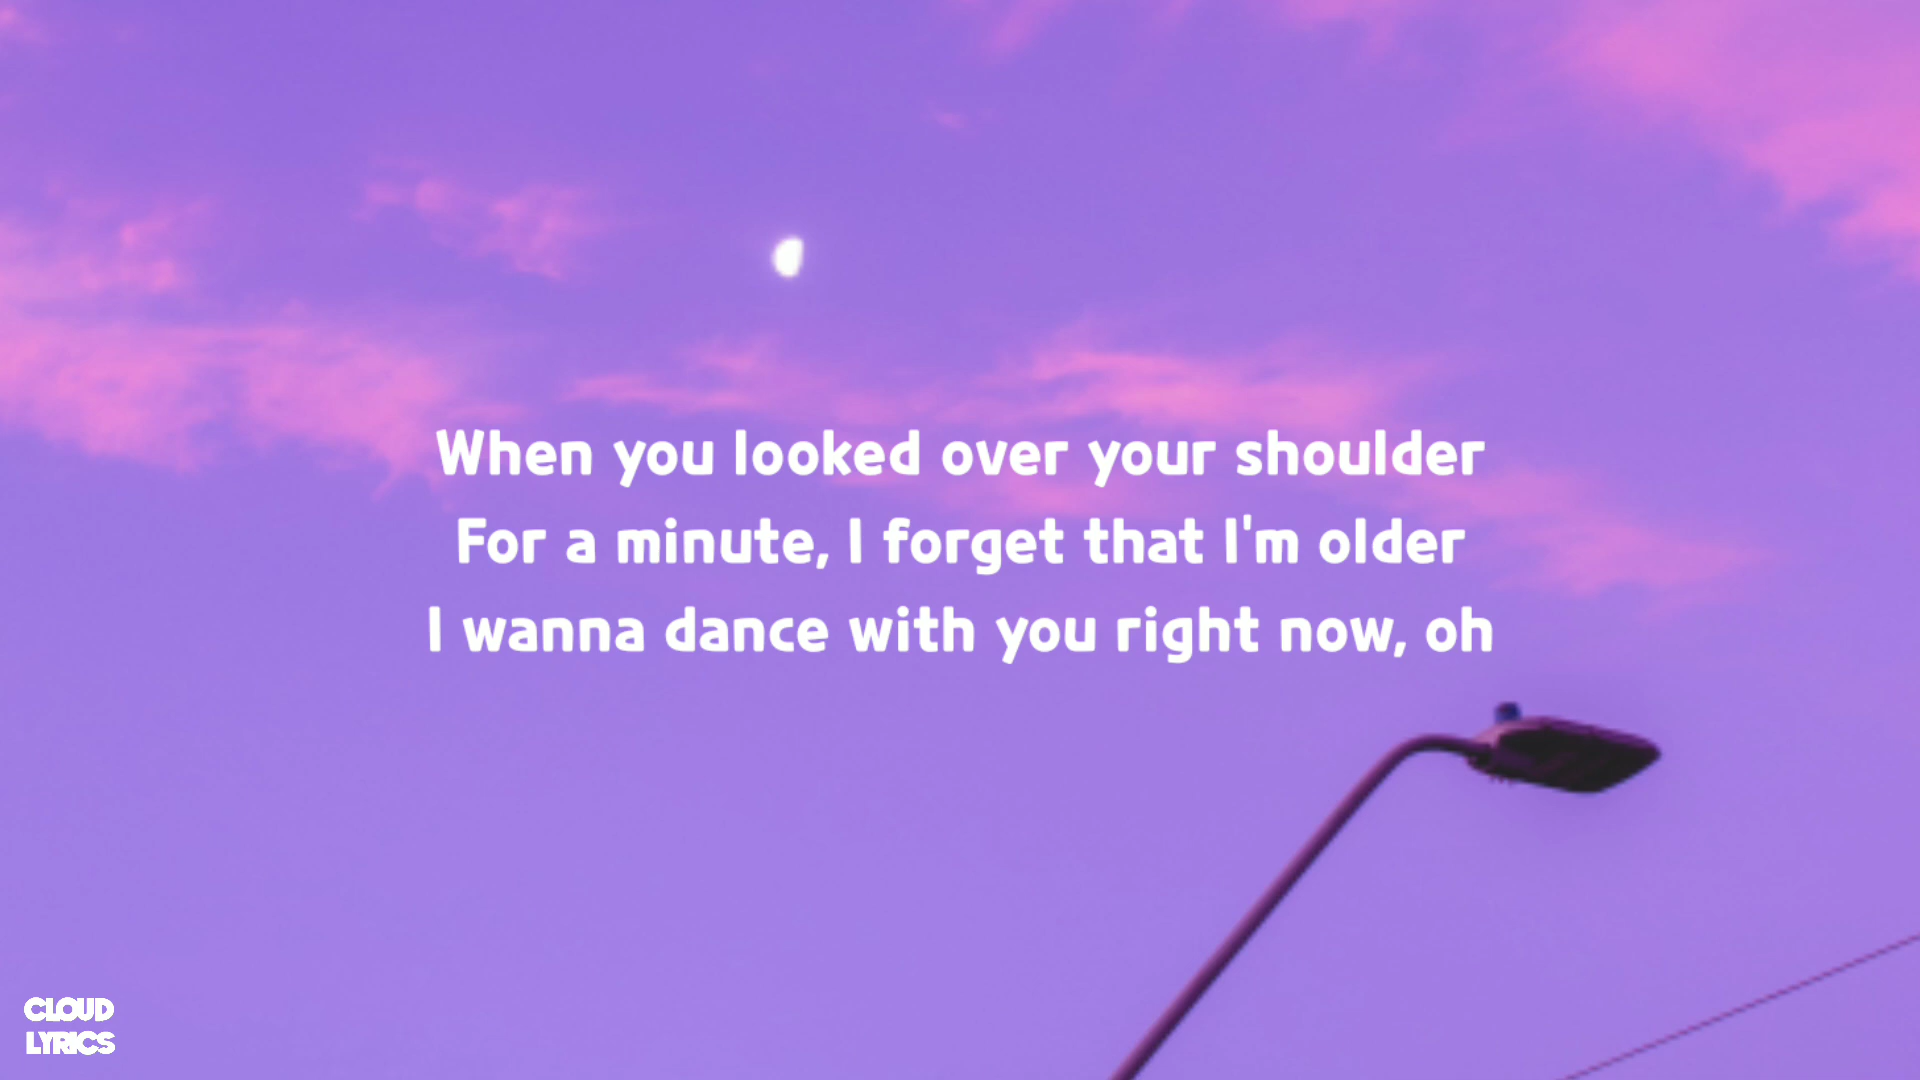 When you looked over your shoulder
For a minute, I forget that I'm older
I wanna dance with you right now, oh
CLOUD
LYRICS